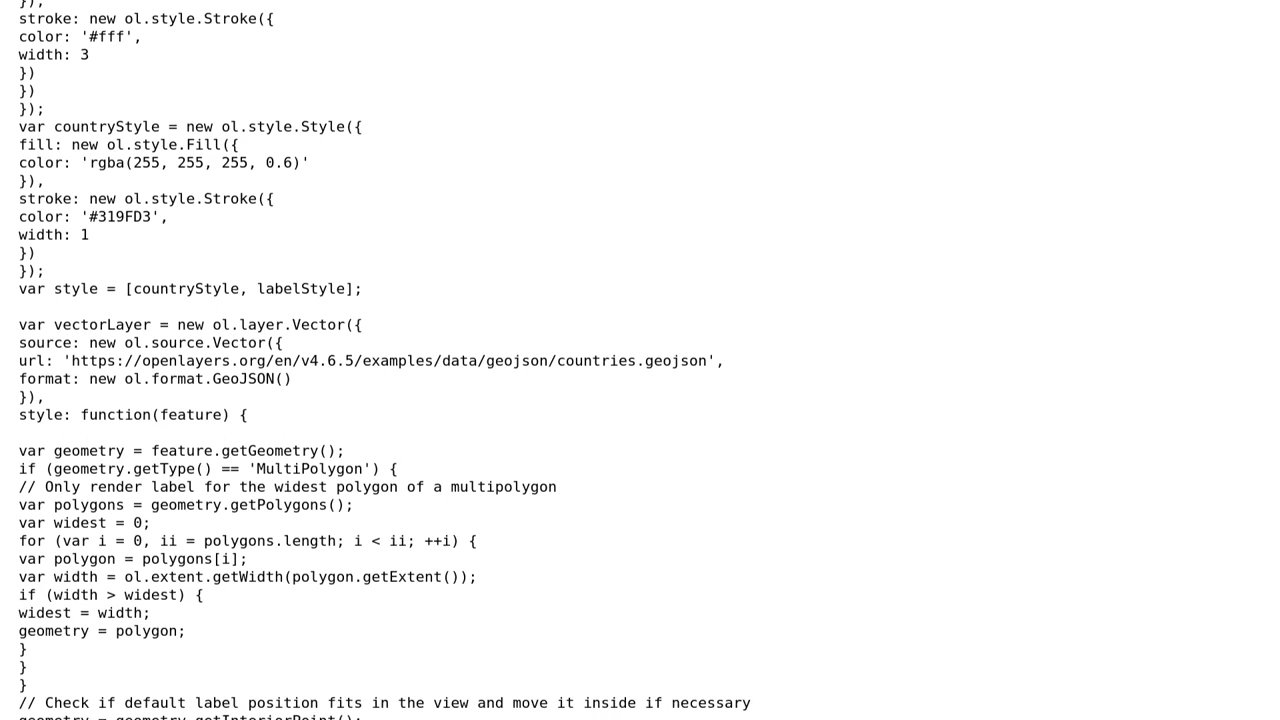 }),
stroke: new ol.style.Stroke({
color: '#fff',
width: 3
})
})
});
var countryStyle = new ol.style.Style({
fill: new ol.style.Fill({
color: 'rgba(255, 255, 255, 0.6)'
}),
stroke: new ol.style.Stroke({
color: '#319FD3',
width: 1
})
});
var style = [countryStyle, labelStyle];

var vectorLayer = new ol.layer.Vector({
source: new ol.source.Vector({
url: 'https://openlayers.org/en/v4.6.5/examples/data/geojson/countries.geojson',
format: new ol.format.GeoJSON()
}),
style: function(feature) {

var geometry = feature.getGeometry();
if (geometry.getType() == 'MultiPolygon') {
// Only render label for the widest polygon of a multipolygon
var polygons = geometry.getPolygons();
var widest = 0;
for (var i = 0, ii = polygons.length; i < ii; ++i) {
var polygon = polygons[i];
var width = ol.extent.getWidth(polygon.getExtent());
if (width > widest) {
widest = width;
geometry = polygon;
}
}
}
// Check if default label position fits in the view and move it inside if necessary
geometry = geometry.getInteriorPoint();